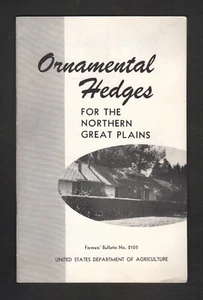 Ornamental
Hedges
FOR THE
NORTHERN
GREAT PLAINS
Farmers' Bulletin No. 2105
UNITED STATES DEPARTMENT OF AGRICULTURE